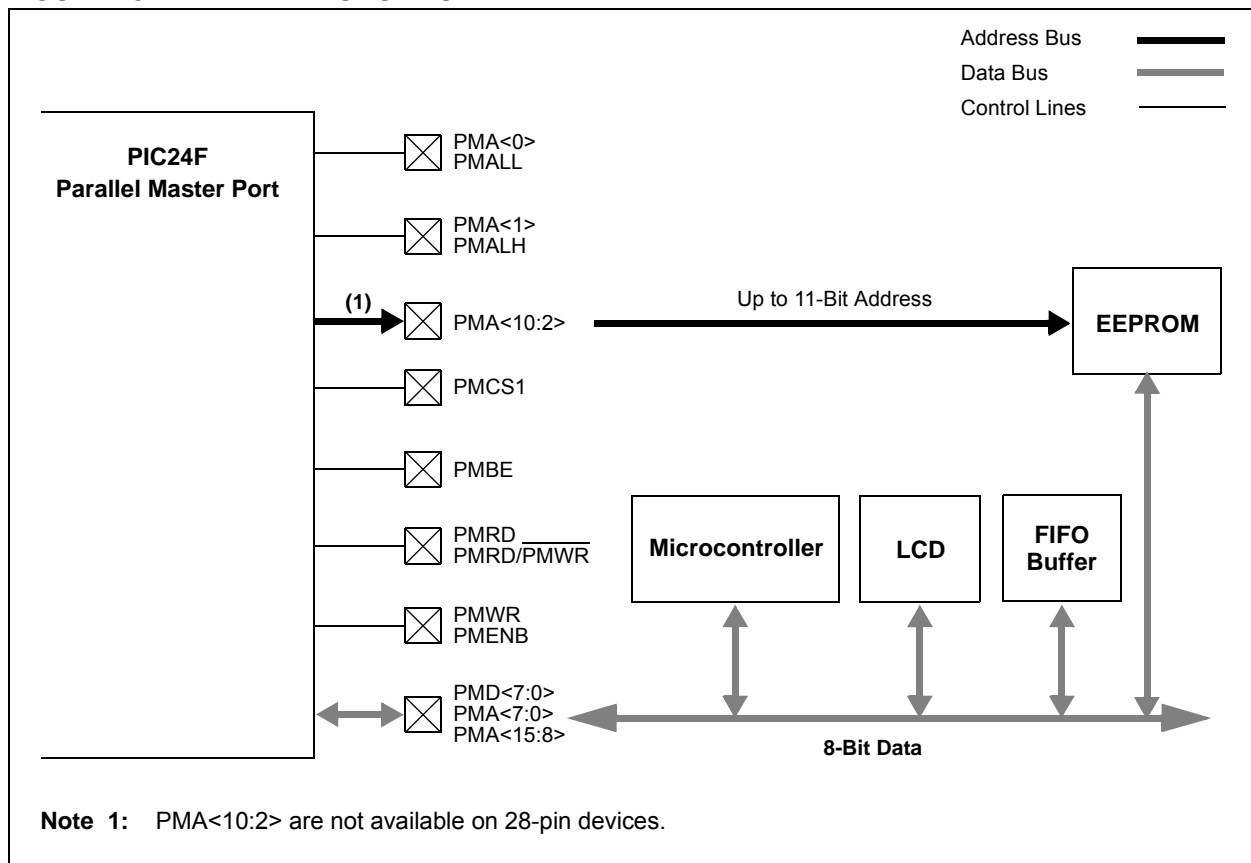 Address Bus
Data Bus
Control Lines
PIC24F
Parallel Master Port
PMA<0>
PMALL
PMA<1>
PMALH
(1)
PMA<10:2>
Up to 11-Bit Address
EEPROM
PMCS1
PMBE
PMRD
PMRD/PMWR
Microcontroller
LCD
FIFO
Buffer
PMWR
PMENB
PMD<7:0>
PMA<7:0>
PMA<15:8>
8-Bit Data
Note 1: PMA<10:2> are not available on 28-pin devices.